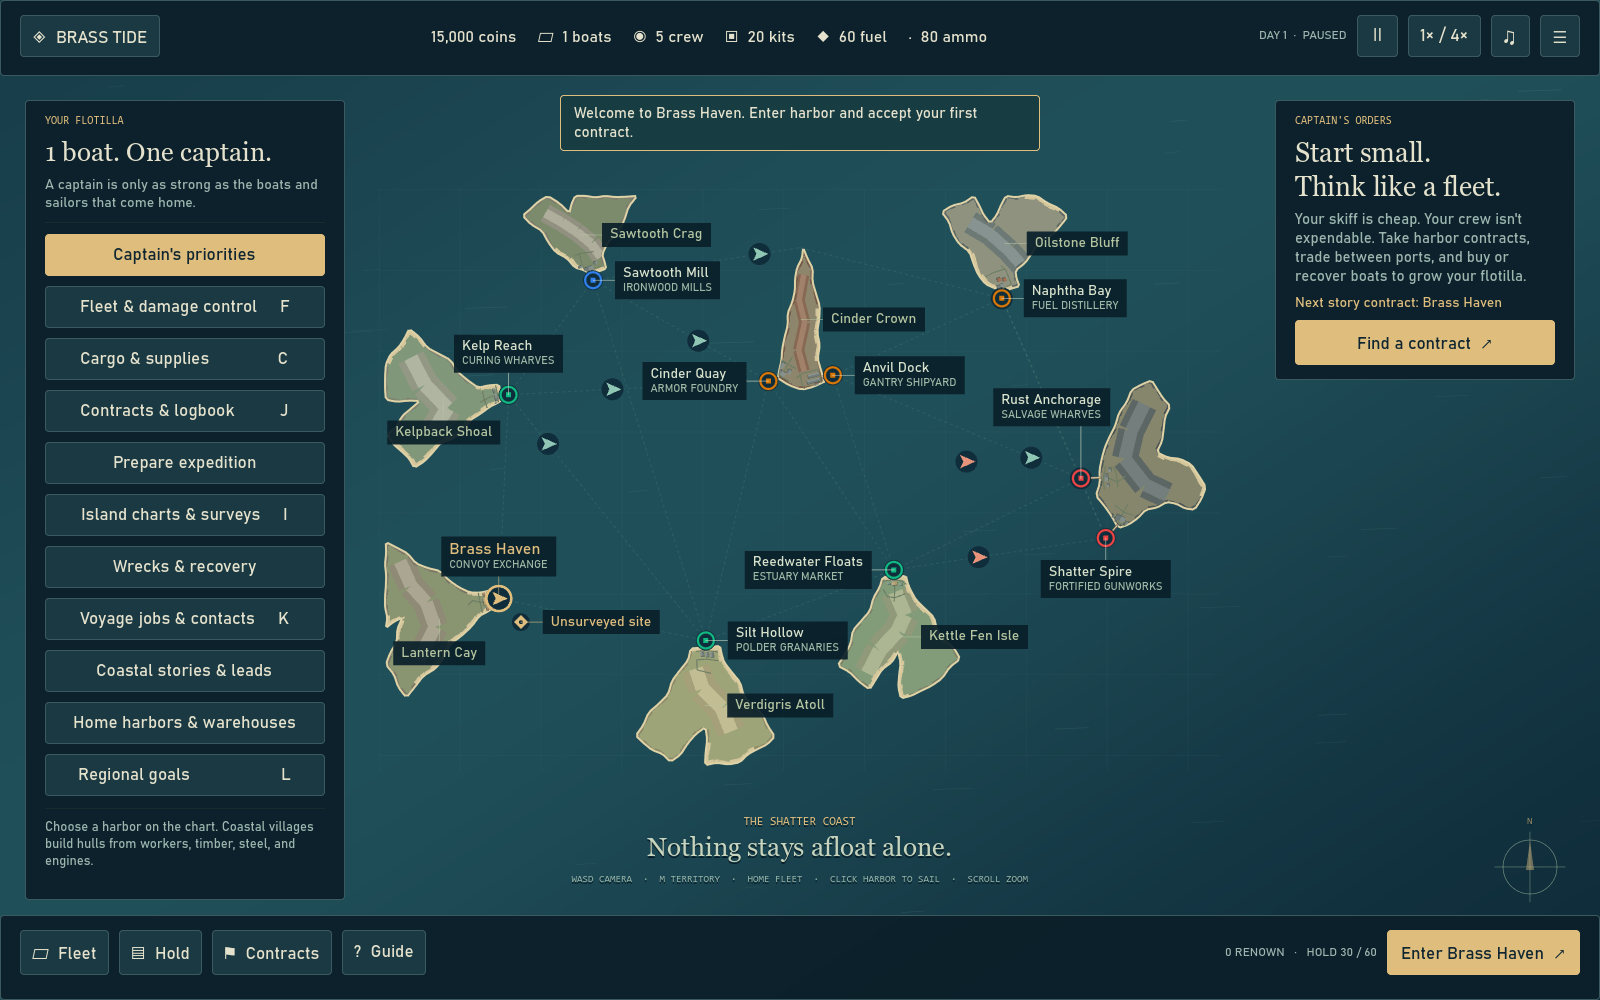 BRASS TIDE
15,000 coins
1 boats
5 crew
20 kits
60 fuel
· 80 ammo
DAY 1 · PAUSED
II
1× / 4×
♫
☰
YOUR FLOTILLA
1 boat. One captain.
A captain is only as strong as the boats and
sailors that come home.
Captain's priorities
Fleet & damage control F
Cargo & supplies C
Contracts & logbook J
Prepare expedition
Island charts & surveys I
Wrecks & recovery
Voyage jobs & contacts K
Coastal stories & leads
Home harbors & warehouses
Regional goals L
Choose a harbor on the chart. Coastal villages
build hulls from workers, timber, steel, and
engines.
Welcome to Brass Haven. Enter harbor and accept your first
contract.
Sawtooth Crag
Sawtooth Mill
IRONWOOD MILLS
Oilstone Bluff
Naphtha Bay
FUEL DISTILLERY
Cinder Crown
Kelp Reach
CURING WHARVES
Cinder Quay
ARMOR FOUNDRY
Anvil Dock
GANTRY SHIPYARD
Rust Anchorage
SALVAGE WHARVES
Kelpback Shoal
Brass Haven
CONVOY EXCHANGE
Reedwater Floats
ESTUARY MARKET
Shatter Spire
FORTIFIED GUNWORKS
Unsurveyed site
Silt Hollow
POLDER GRANARIES
Kettle Fen Isle
Lantern Cay
Verdigris Atoll
CAPTAIN'S ORDERS
Start small.
Think like a fleet.
Your skiff is cheap. Your crew isn't
expendable. Take harbor contracts,
trade between ports, and buy or
recover boats to grow your flotilla.
Next story contract: Brass Haven
Find a contract ↗
THE SHATTER COAST
Nothing stays afloat alone.
WASD CAMERA · M TERRITORY · HOME FLEET · CLICK HARBOR TO SAIL · SCROLL ZOOM
N
Fleet
Hold
Contracts
? Guide
0 RENOWN · HOLD 30 / 60
Enter Brass Haven ↗